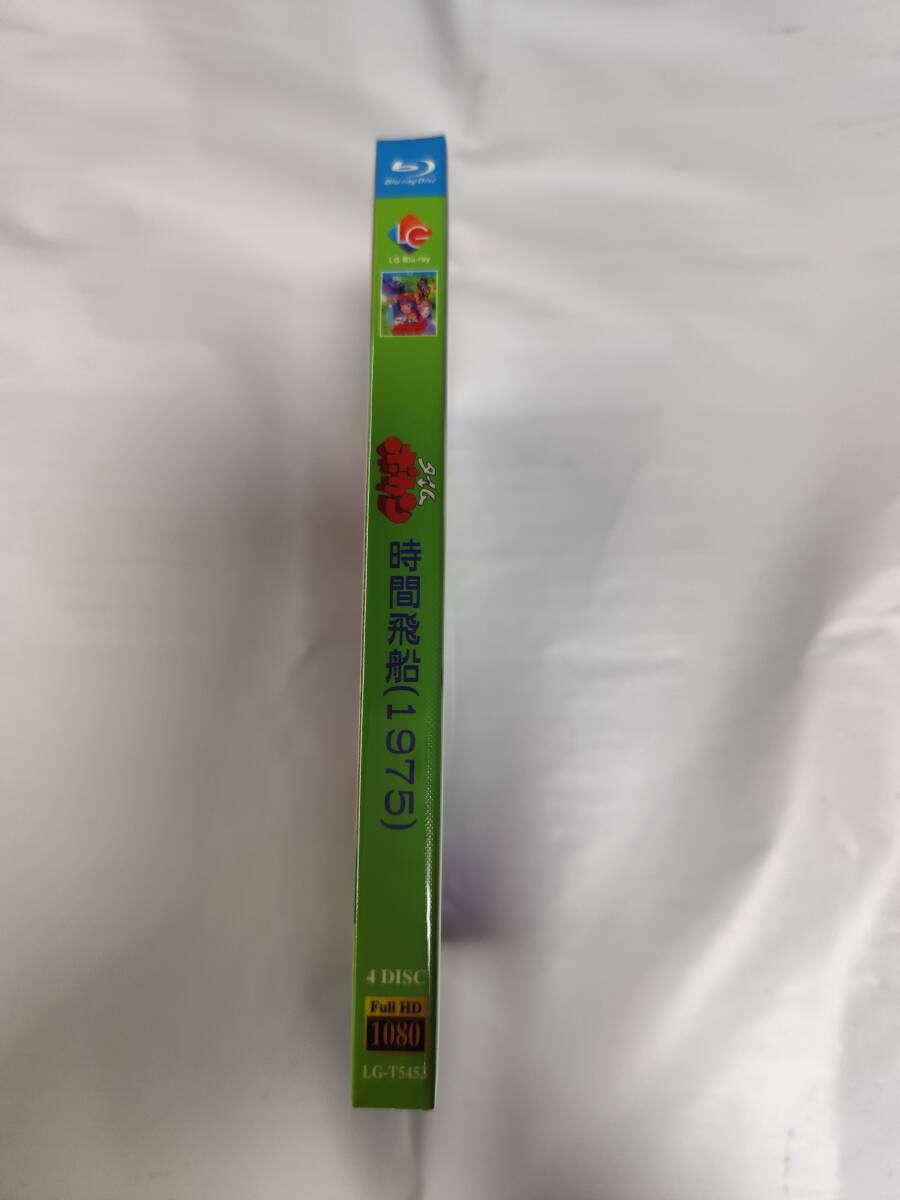 Blu-ray Disc
LG
LG Blu-ray
タイム
ボカン
時間飛船(1975)
4 DISC
Full HD
1080
LG-T5453